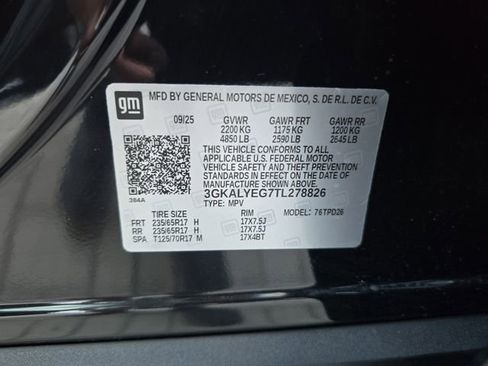 gm
MFD BY GENERAL MOTORS DE MEXICO, S. DE R.L. DE C.V.
09/25 GVWR GAWR FRT GAWR RR
2200 KG 1175 KG 1200 KG
4850 LB 2590 LB 2645 LB
THIS VEHICLE CONFORMS TO ALL
APPLICABLE U.S. FEDERAL MOTOR
VEHICLE SAFETY AND THEFT PREVENTION
STANDARDS IN EFFECT ON THE DATE
OF MANUFACTURE SHOWN ABOVE.
3GKALYEG7TL278826
384A TYPE: MPV MODEL: 76TPD26
TIRE SIZE RIM
FRT 235/65R17 H 17X7.5J
RR 235/65R17 H 17X7.5J
SPA T125/70R17 M 17X4BT